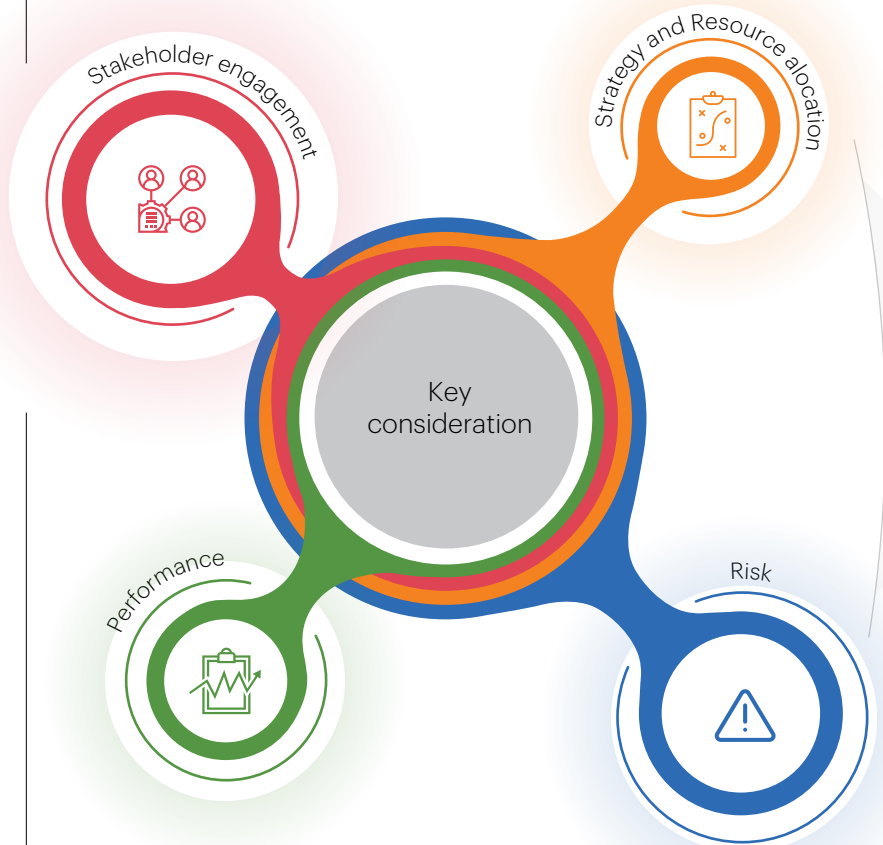 Stakeholder engagement
Strategy and Resource alocation
Key
consideration
Performance
Risk